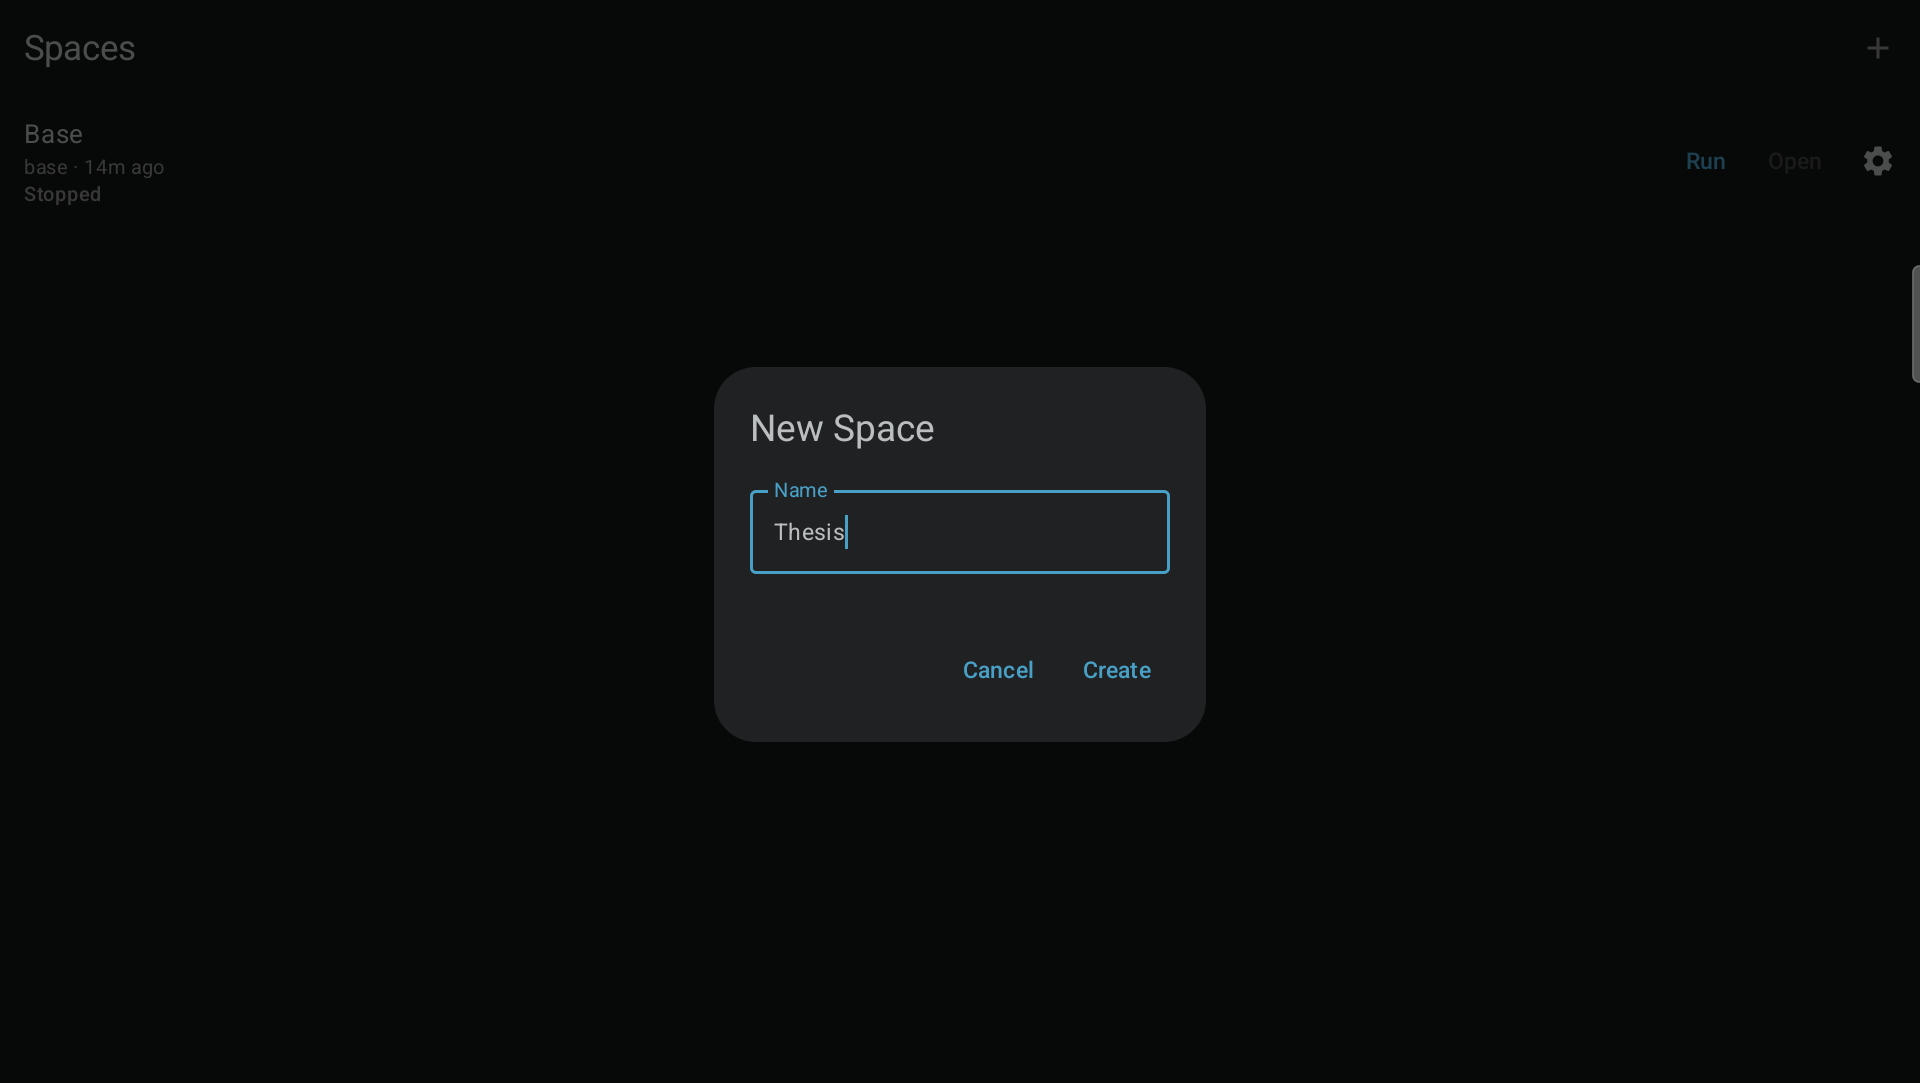 Spaces
Base
base · 14m ago
Stopped
Run
Open
New Space
Name
Thesis
Cancel
Create